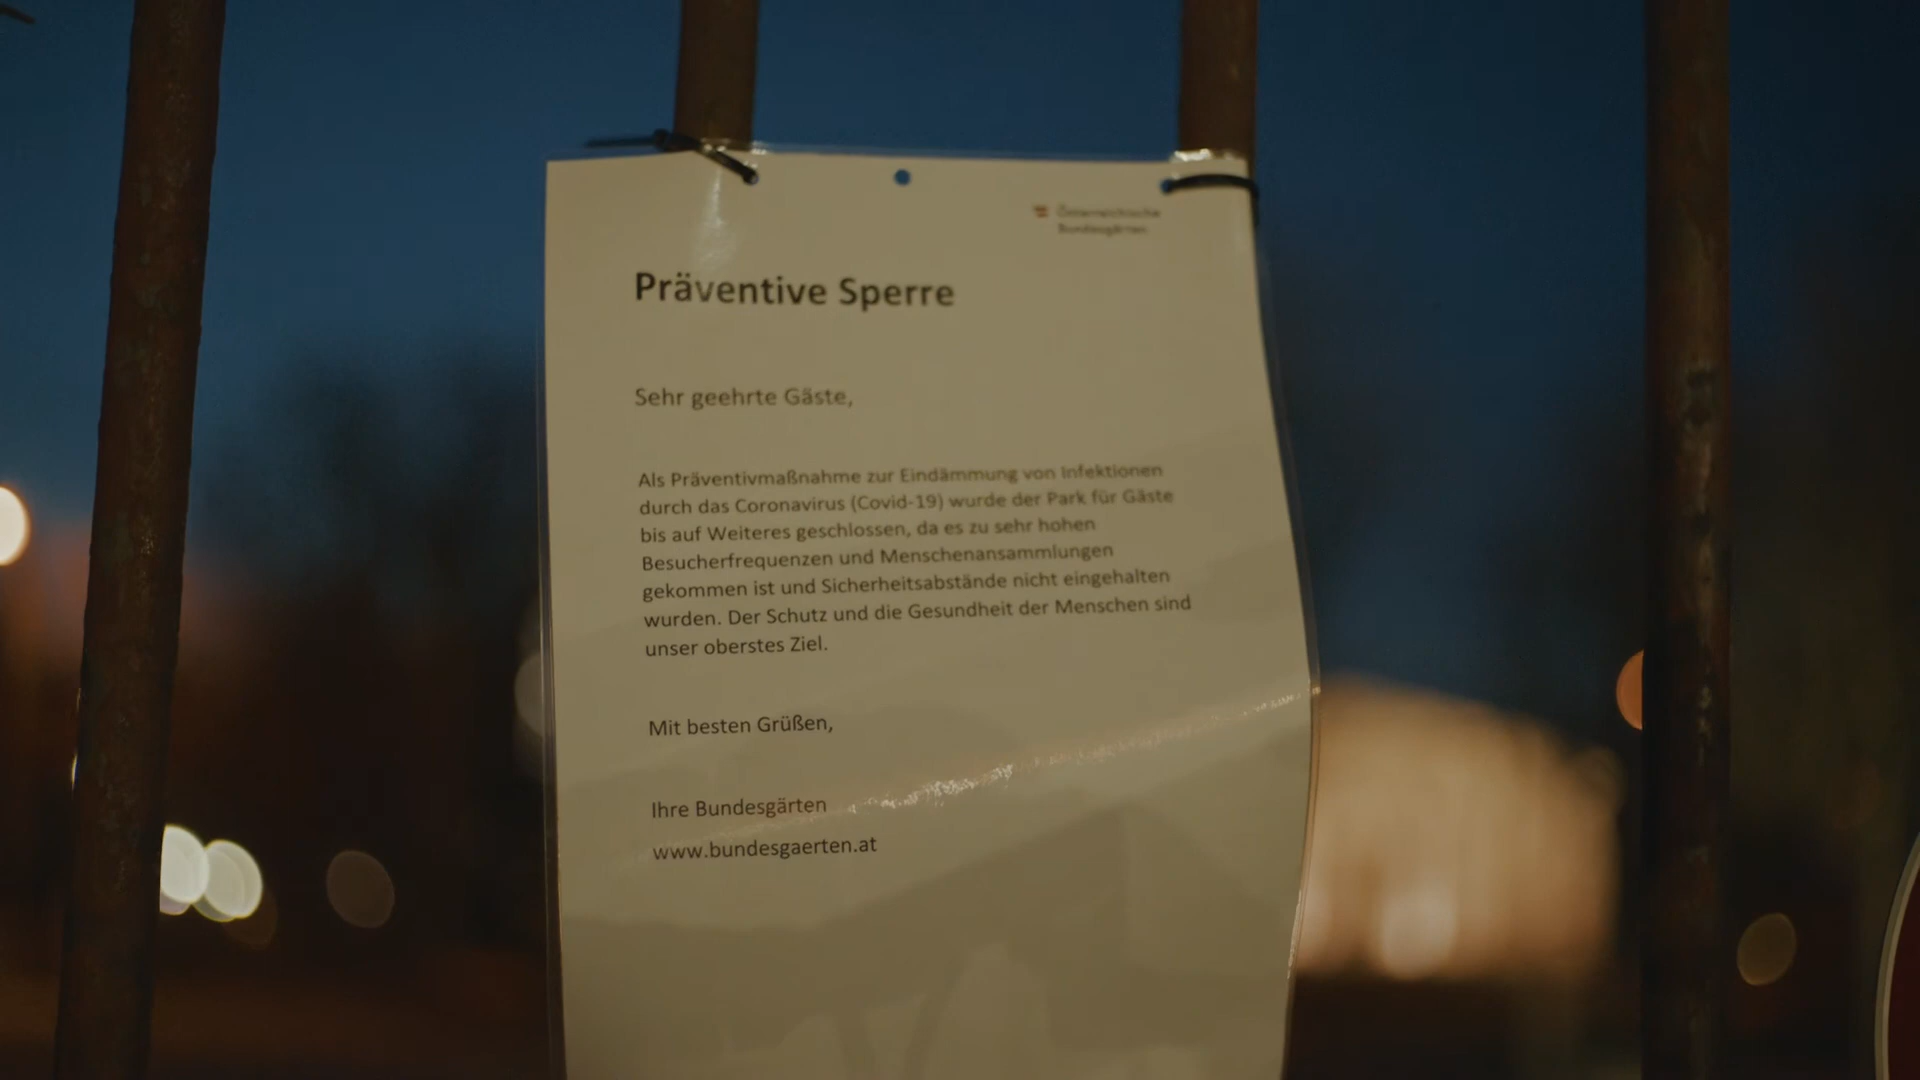 Österreichische
Bundesgärten
Präventive Sperre
Sehr geehrte Gäste,
Als Präventivmaßnahme zur Eindämmung von Infektionen
durch das Coronavirus (Covid-19) wurde der Park für Gäste
bis auf Weiteres geschlossen, da es zu sehr hohen
Besucherfrequenzen und Menschenansammlungen
gekommen ist und Sicherheitsabstände nicht eingehalten
wurden. Der Schutz und die Gesundheit der Menschen sind
unser oberstes Ziel.
Mit besten Grüßen,
Ihre Bundesgärten
www.bundesgaerten.at